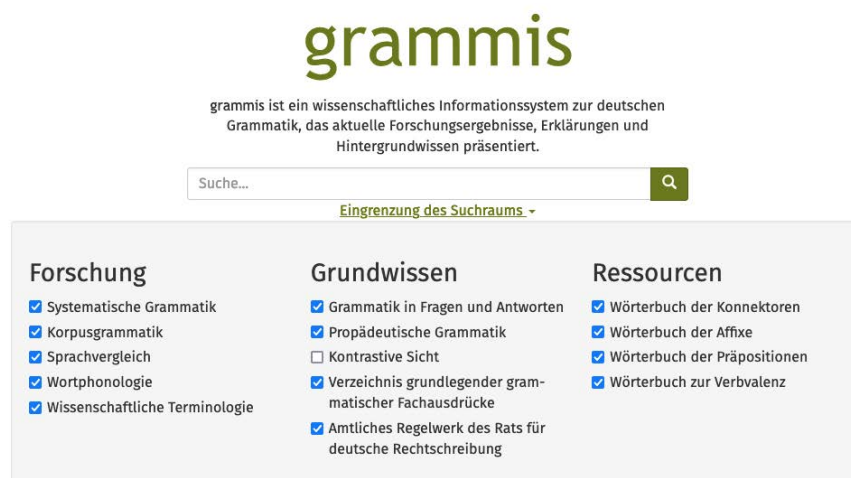 grammis
grammis ist ein wissenschaftliches Informationssystem zur deutschen
Grammatik, das aktuelle Forschungsergebnisse, Erklärungen und
Hintergrundwissen präsentiert.
Suche...
Eingrenzung des Suchraums
Forschung
Systematische Grammatik
Korpusgrammatik
Sprachvergleich
Wortphonologie
Wissenschaftliche Terminologie
Grundwissen
Grammatik in Fragen und Antworten
Propädeutische Grammatik
Kontrastive Sicht
Verzeichnis grundlegender gram-
matischer Fachausdrücke
Amtliches Regelwerk des Rats für
deutsche Rechtschreibung
Ressourcen
Wörterbuch der Konnektoren
Wörterbuch der Affixe
Wörterbuch der Präpositionen
Wörterbuch zur Verbvalenz